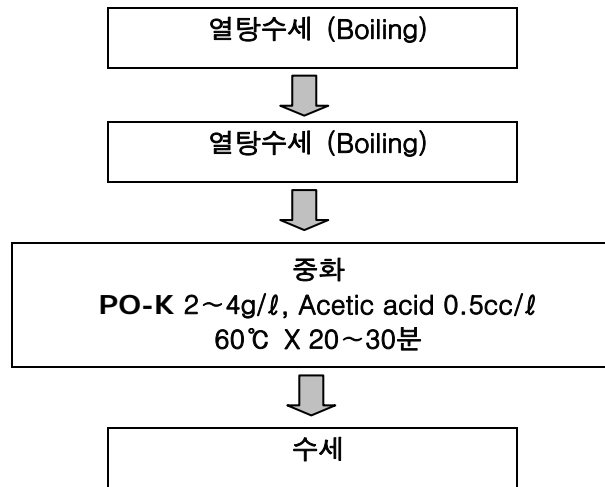 열탕수세 (Boiling)
열탕수세 (Boiling)
중화
PO-K 2~4g/ℓ, Acetic acid 0.5cc/ℓ
60℃ X 20~30분
수세